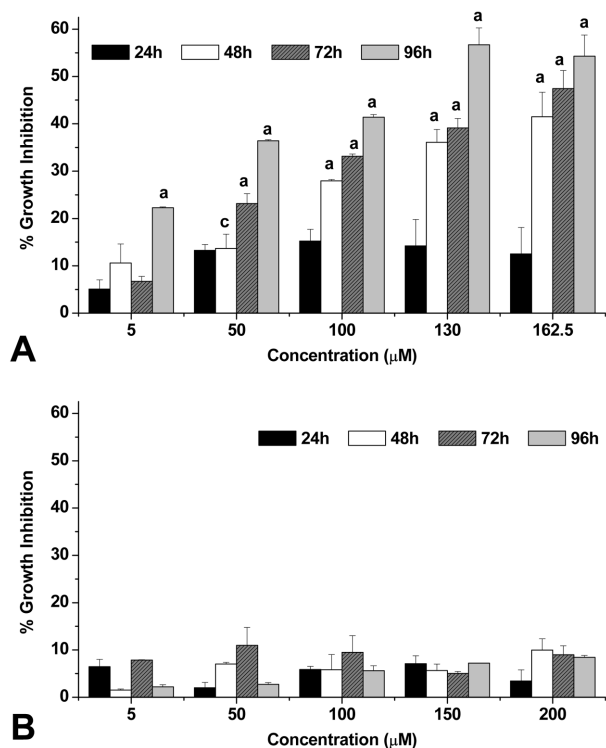 a
60
a
24h 48h 72h 96h
a
50
a
a
a
a
40
a
a
a
% Growth Inhibition
30
a
a
20
c
10
0
5 50 100 130 162.5
A
Concentration (μM)
60
24h 48h 72h 96h
50
40
% Growth Inhibition
30
20
10
0
5 50 100 150 200
B
Concentration (μM)